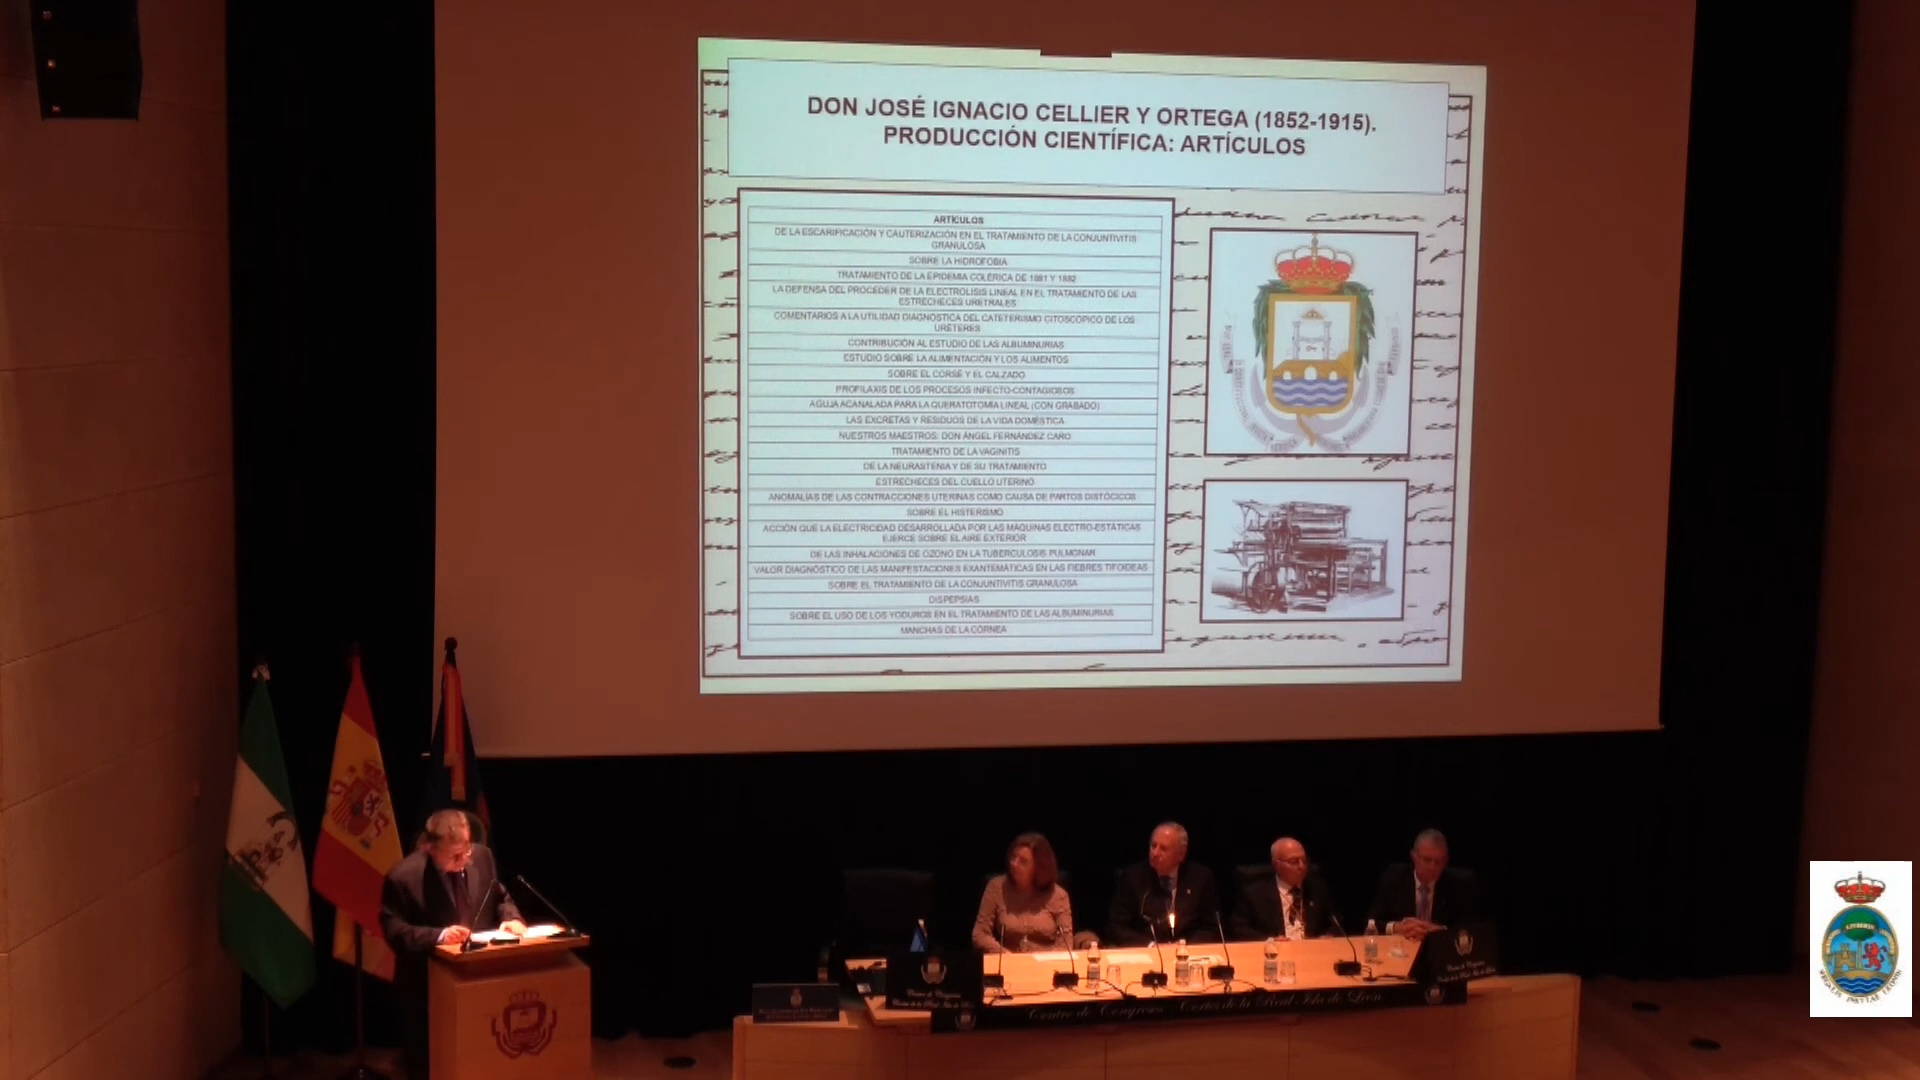 DON JOSÉ IGNACIO CELLIER Y ORTEGA (1852-1915).
PRODUCCIÓN CIENTÍFICA: ARTÍCULOS
ARTÍCULOS
DE LA ESCARIFICACIÓN Y CAUTERIZACIÓN EN EL TRATAMIENTO DE LA CONJUNTIVITIS
GRANULOSA
SOBRE LA HIDROFOBIA
TRATAMIENTO DE LA EPIDEMIA COLÉRICA DE 1881 Y 1882
LA DEFENSA DEL PROCEDER DE LA ELECTROLISIS LINEAL EN EL TRATAMIENTO DE LAS
ESTRECHECES URETRALES
COMENTARIOS A LA UTILIDAD DIAGNÓSTICA DEL CATETERISMO CITOSCÓPICO DE LOS
URÉTERES
CONTRIBUCIÓN AL ESTUDIO DE LAS ALBUMINURIAS
ESTUDIO SOBRE LA ALIMENTACIÓN Y LOS ALIMENTOS
SOBRE EL CORSÉ Y EL CALZADO
PROFILAXIS DE LOS PROCESOS INFECTO-CONTAGIOSOS
AGUJA ACANALADA PARA LA QUERATOTOMÍA LINEAL (CON GRABADO)
LAS EXCRETAS Y RESIDUOS DE LA VIDA DOMÉSTICA
NUESTROS MAESTROS: DON ÁNGEL FERNÁNDEZ CARO
TRATAMIENTO DE LA VAGINITIS
DE LA NEURASTENIA Y DE SU TRATAMIENTO
ESTRECHECES DEL CUELLO UTERINO
ANOMALÍAS DE LAS CONTRACCIONES UTERINAS COMO CAUSA DE PARTOS DISTÓCICOS
SOBRE EL HISTERISMO
ACCIÓN QUE LA ELECTRICIDAD DESARROLLADA POR LAS MÁQUINAS ELECTRO-ESTÁTICAS
EJERCE SOBRE EL AIRE EXTERIOR
DE LAS INHALACIONES DE OZONO EN LA TUBERCULOSIS PULMONAR
VALOR DIAGNÓSTICO DE LAS MANIFESTACIONES EXANTEMÁTICAS EN LAS FIEBRES TIFOIDEAS
SOBRE EL TRATAMIENTO DE LA CONJUNTIVITIS GRANULOSA
DISPEPSIAS
SOBRE EL USO DE LOS YODUROS EN EL TRATAMIENTO DE LAS ALBUMINURIAS
MANCHAS DE LA CÓRNEA
Centro de Congresos Cortes de la Real Isla de León